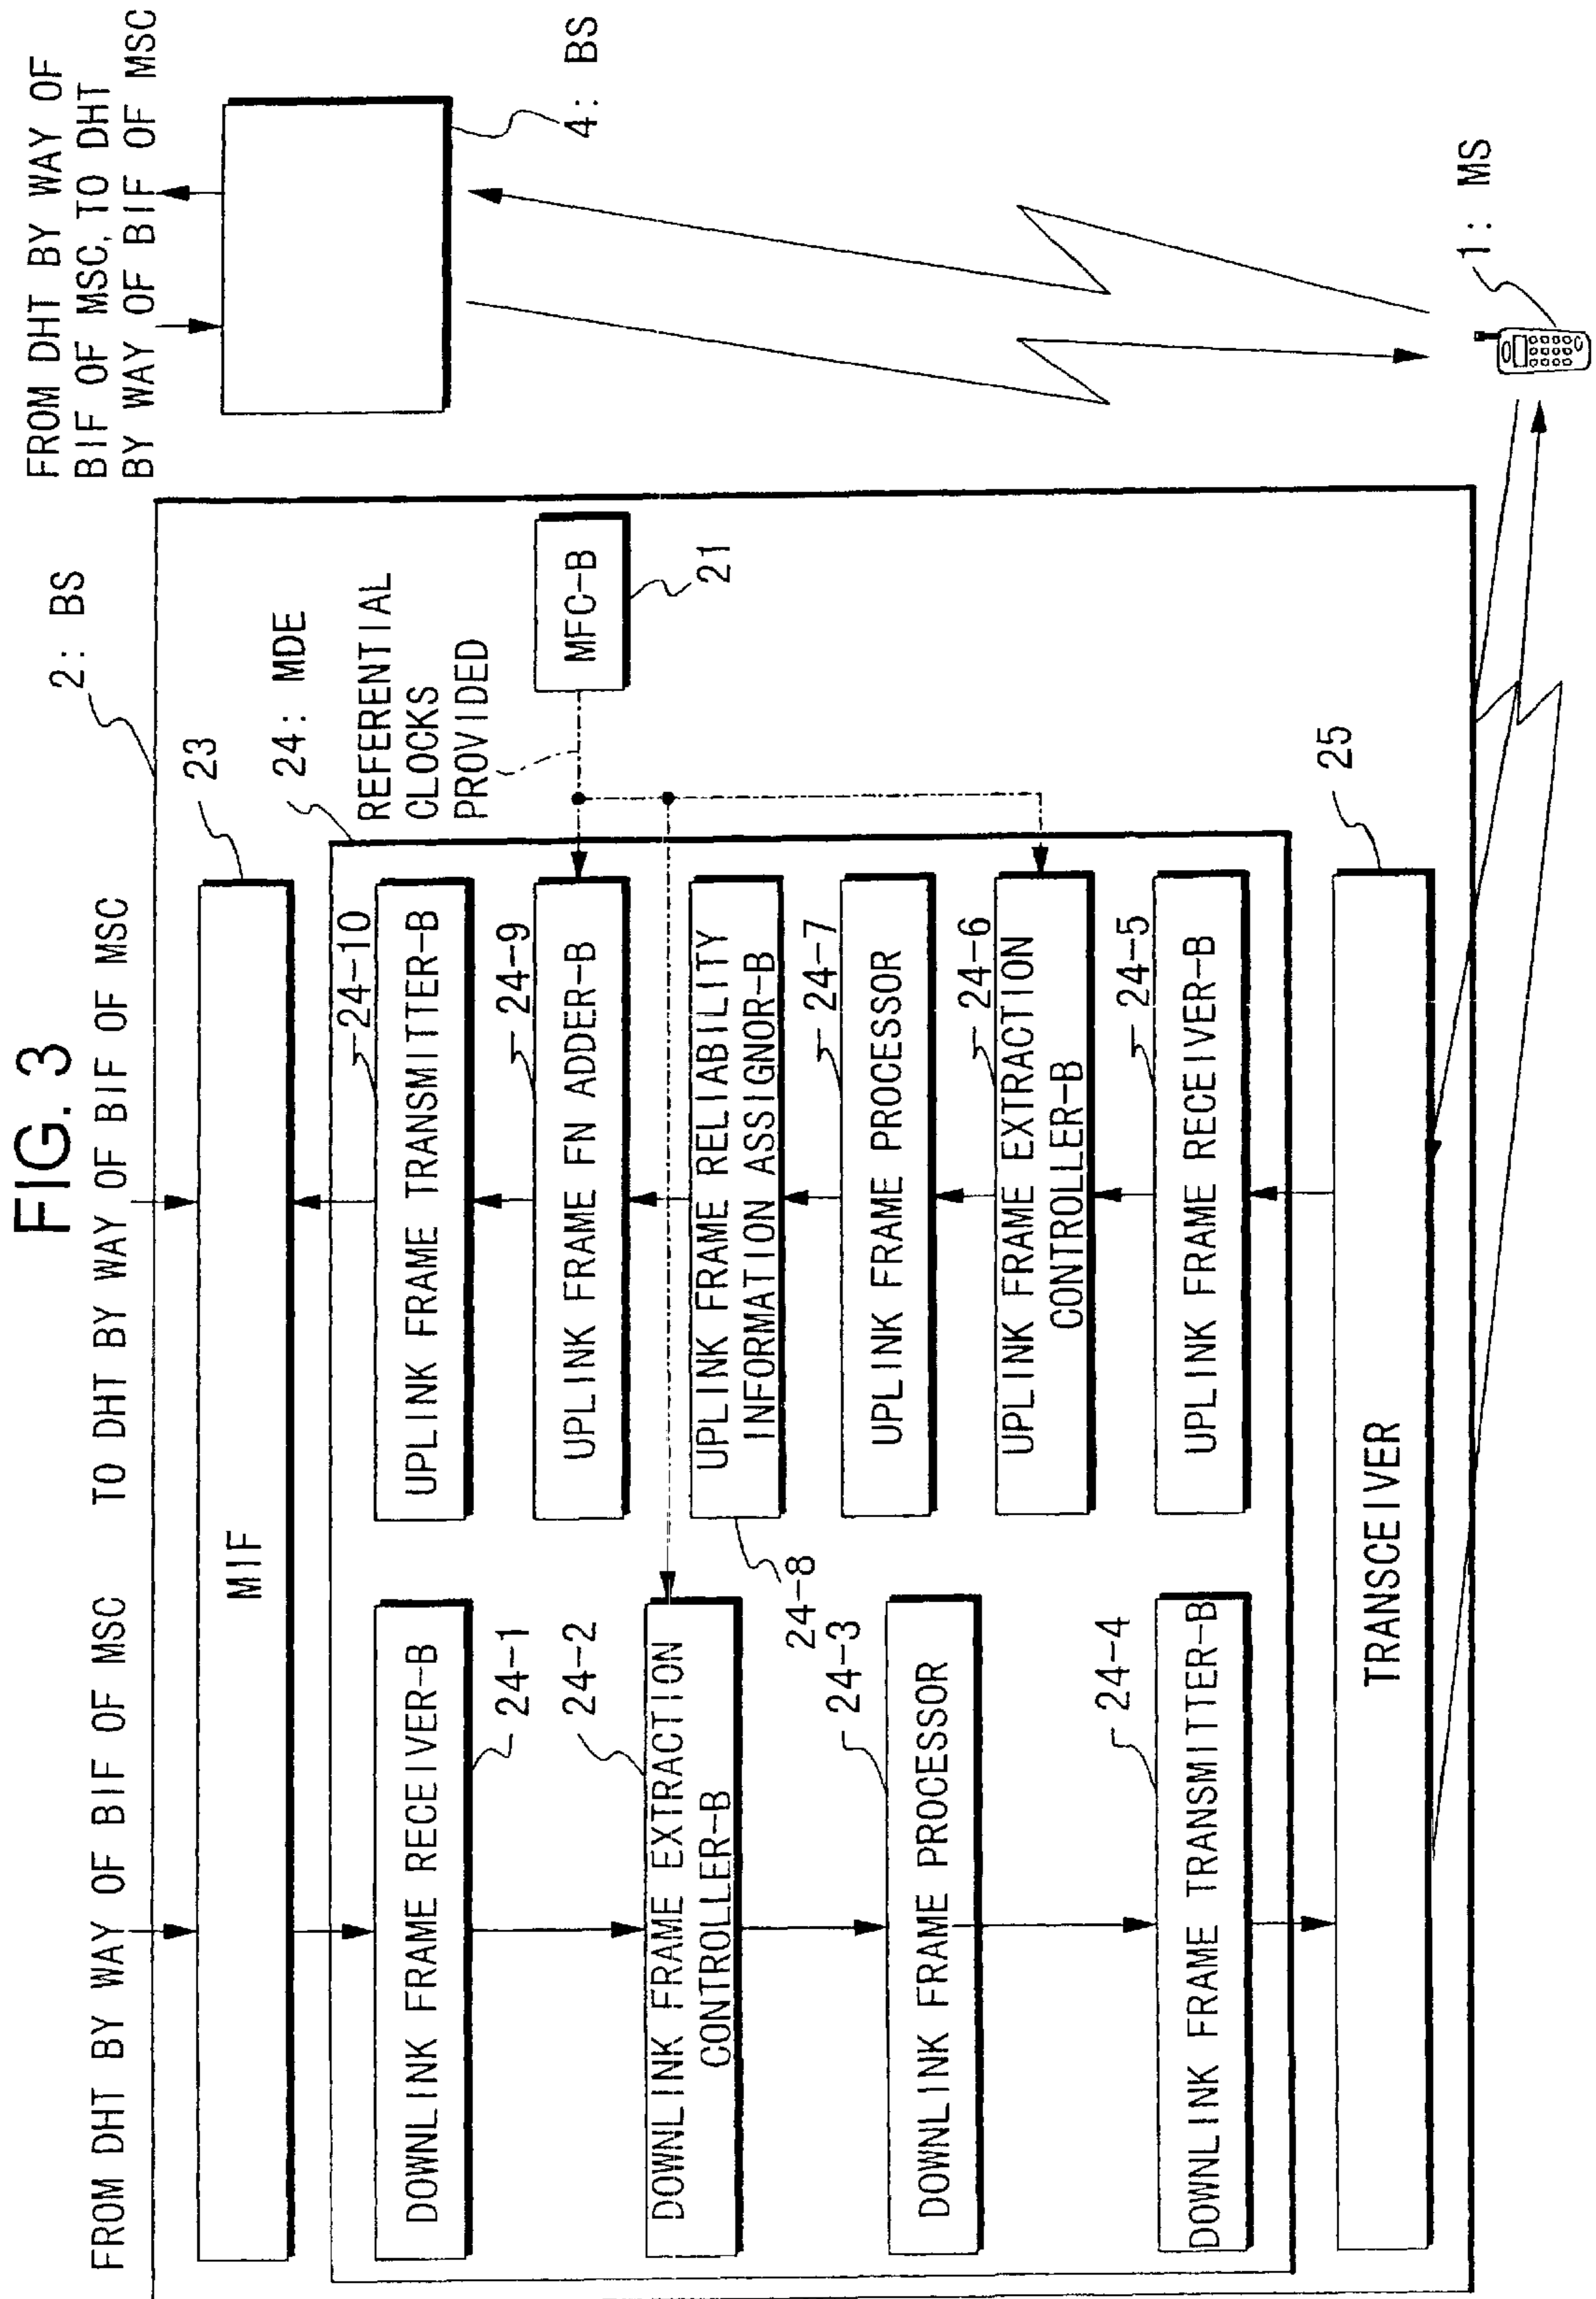 FIG. 3
FROM DHT BY WAY OF BIF OF MSC
TO DHT BY WAY OF BIF OF MSC
FROM DHT BY WAY OF
BIF OF MSC, TO DHT
BY WAY OF BIF OF MSC
2: BS
4: BS
23
MIF
24: MDE
REFERENTIAL
CLOCKS
PROVIDED
MFC-B
21
DOWNLINK FRAME RECEIVER-B
24-1
DOWNLINK FRAME EXTRACTION
CONTROLLER-B
24-2
DOWNLINK FRAME PROCESSOR
24-3
DOWNLINK FRAME TRANSMITTER-B
24-4
24-10
UPLINK FRAME TRANSMITTER-B
24-9
UPLINK FRAME FN ADDER-B
UPLINK FRAME RELIABILITY
INFORMATION ASSIGNOR-B
24-8
24-7
UPLINK FRAME PROCESSOR
24-6
UPLINK FRAME EXTRACTION
CONTROLLER-B
24-5
UPLINK FRAME RECEIVER-B
25
TRANSCEIVER
1: MS